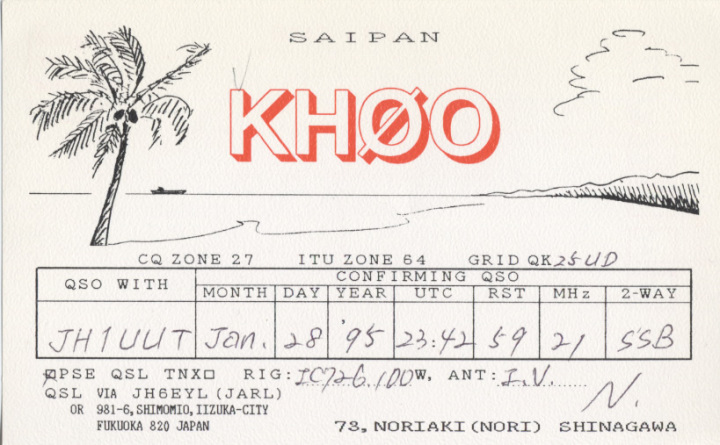 SAIPAN
KHØO
CQ ZONE 27 ITU ZONE 64 GRID QK25UD
QSO WITH
CONFIRMING QSO
MONTH DAY YEAR UTC RST MHz 2-WAY
JH1UUT Jan. 28 '95 23:42 59 21 SSB
☒PSE QSL TNX□ RIG: IC726, 100W, ANT: I.V.
QSL VIA JH6EYL (JARL)
OR 981-6, SHIMOMIO, IIZUKA-CITY
FUKUOKA 820 JAPAN
N.
73, NORIAKI (NORI) SHINAGAWA